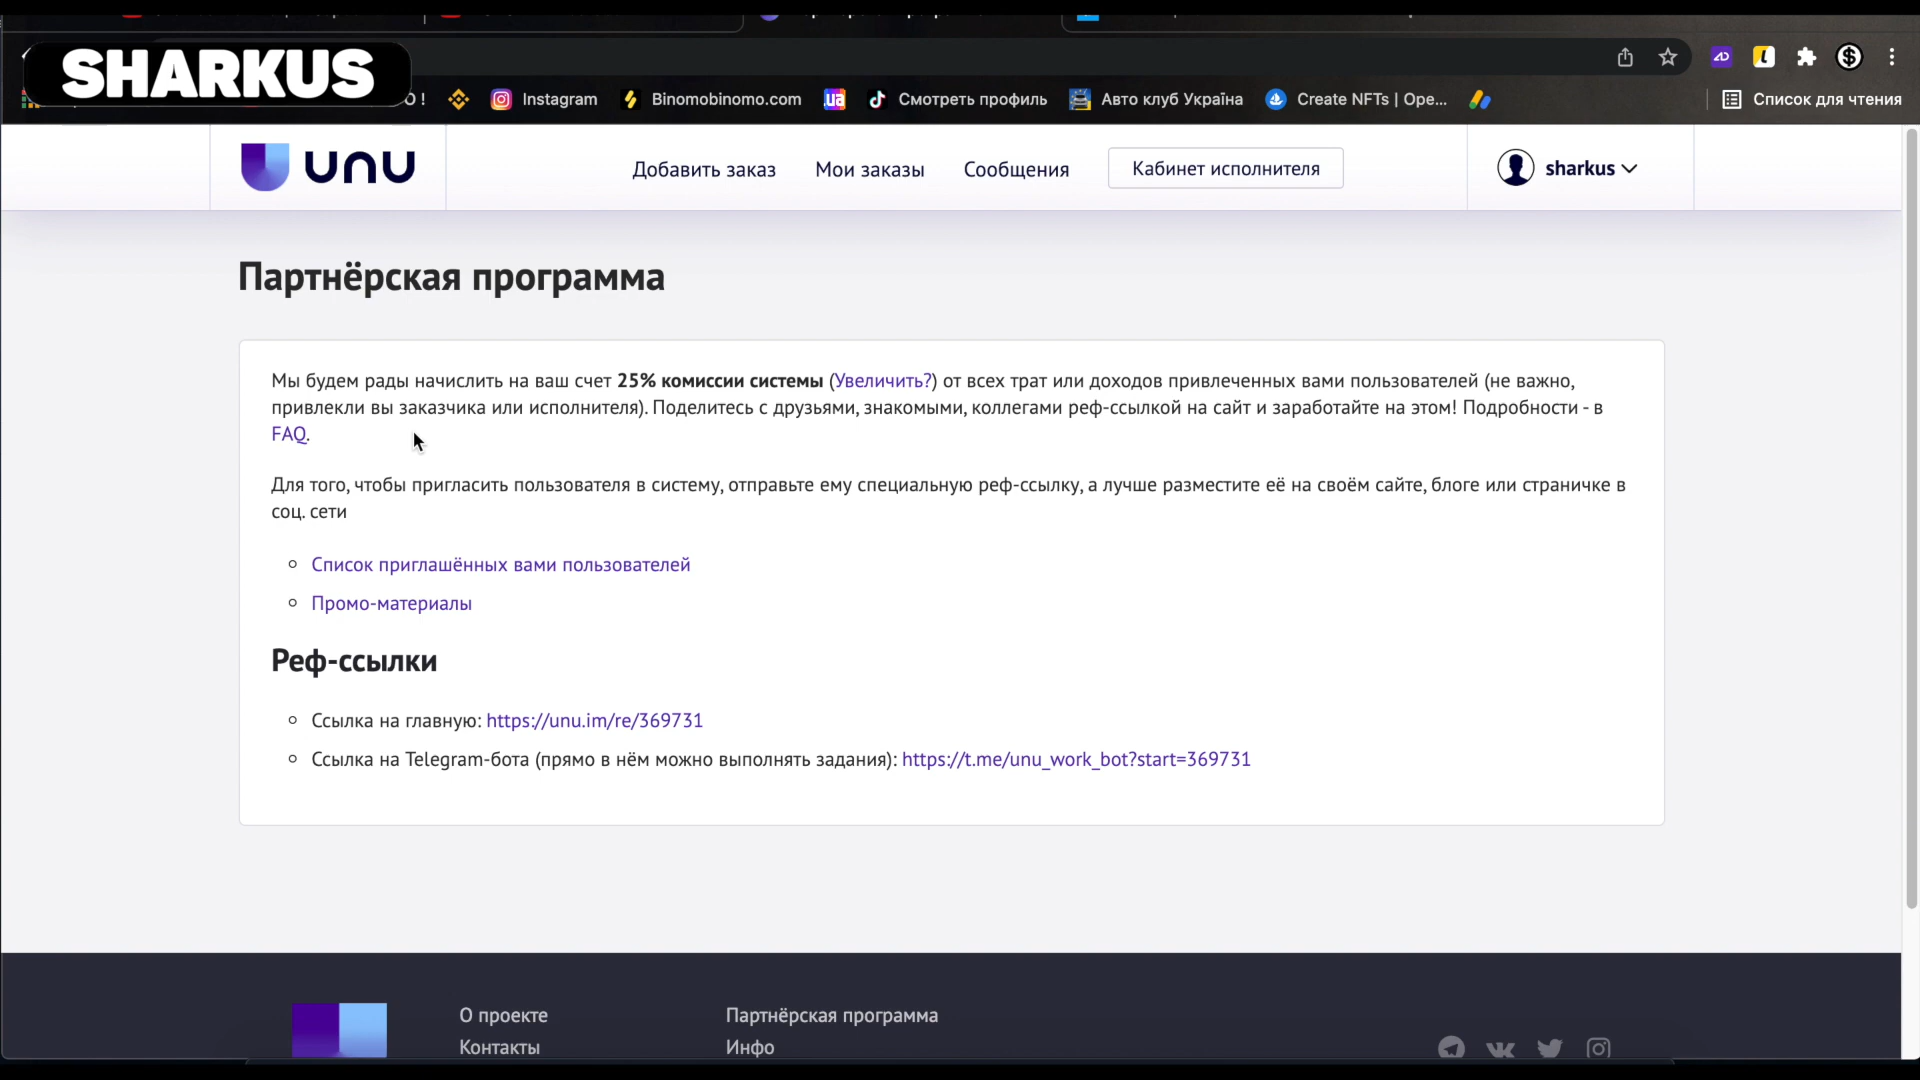 SHARKUS
O !
Instagram
Binomobinomo.com
ua
Смотреть профиль
Авто клуб Україна
Create NFTs | Ope...
Список для чтения
unu
Добавить заказ
Мои заказы
Сообщения
Кабинет исполнителя
sharkus
Партнёрская программа
Мы будем рады начислить на ваш счет 25% комиссии системы (Увеличить?) от всех трат или доходов привлеченных вами пользователей (не важно,
привлекли вы заказчика или исполнителя). Поделитесь с друзьями, знакомыми, коллегами реф-ссылкой на сайт и заработайте на этом! Подробности - в
FAQ.
Для того, чтобы пригласить пользователя в систему, отправьте ему специальную реф-ссылку, а лучше разместите её на своём сайте, блоге или страничке в
соц. сети
Список приглашённых вами пользователей
Промо-материалы
Реф-ссылки
Ссылка на главную: https://unu.im/re/369731
Ссылка на Telegram-бота (прямо в нём можно выполнять задания): https://t.me/unu_work_bot?start=369731
О проекте
Партнёрская программа
Контакты
Инфо